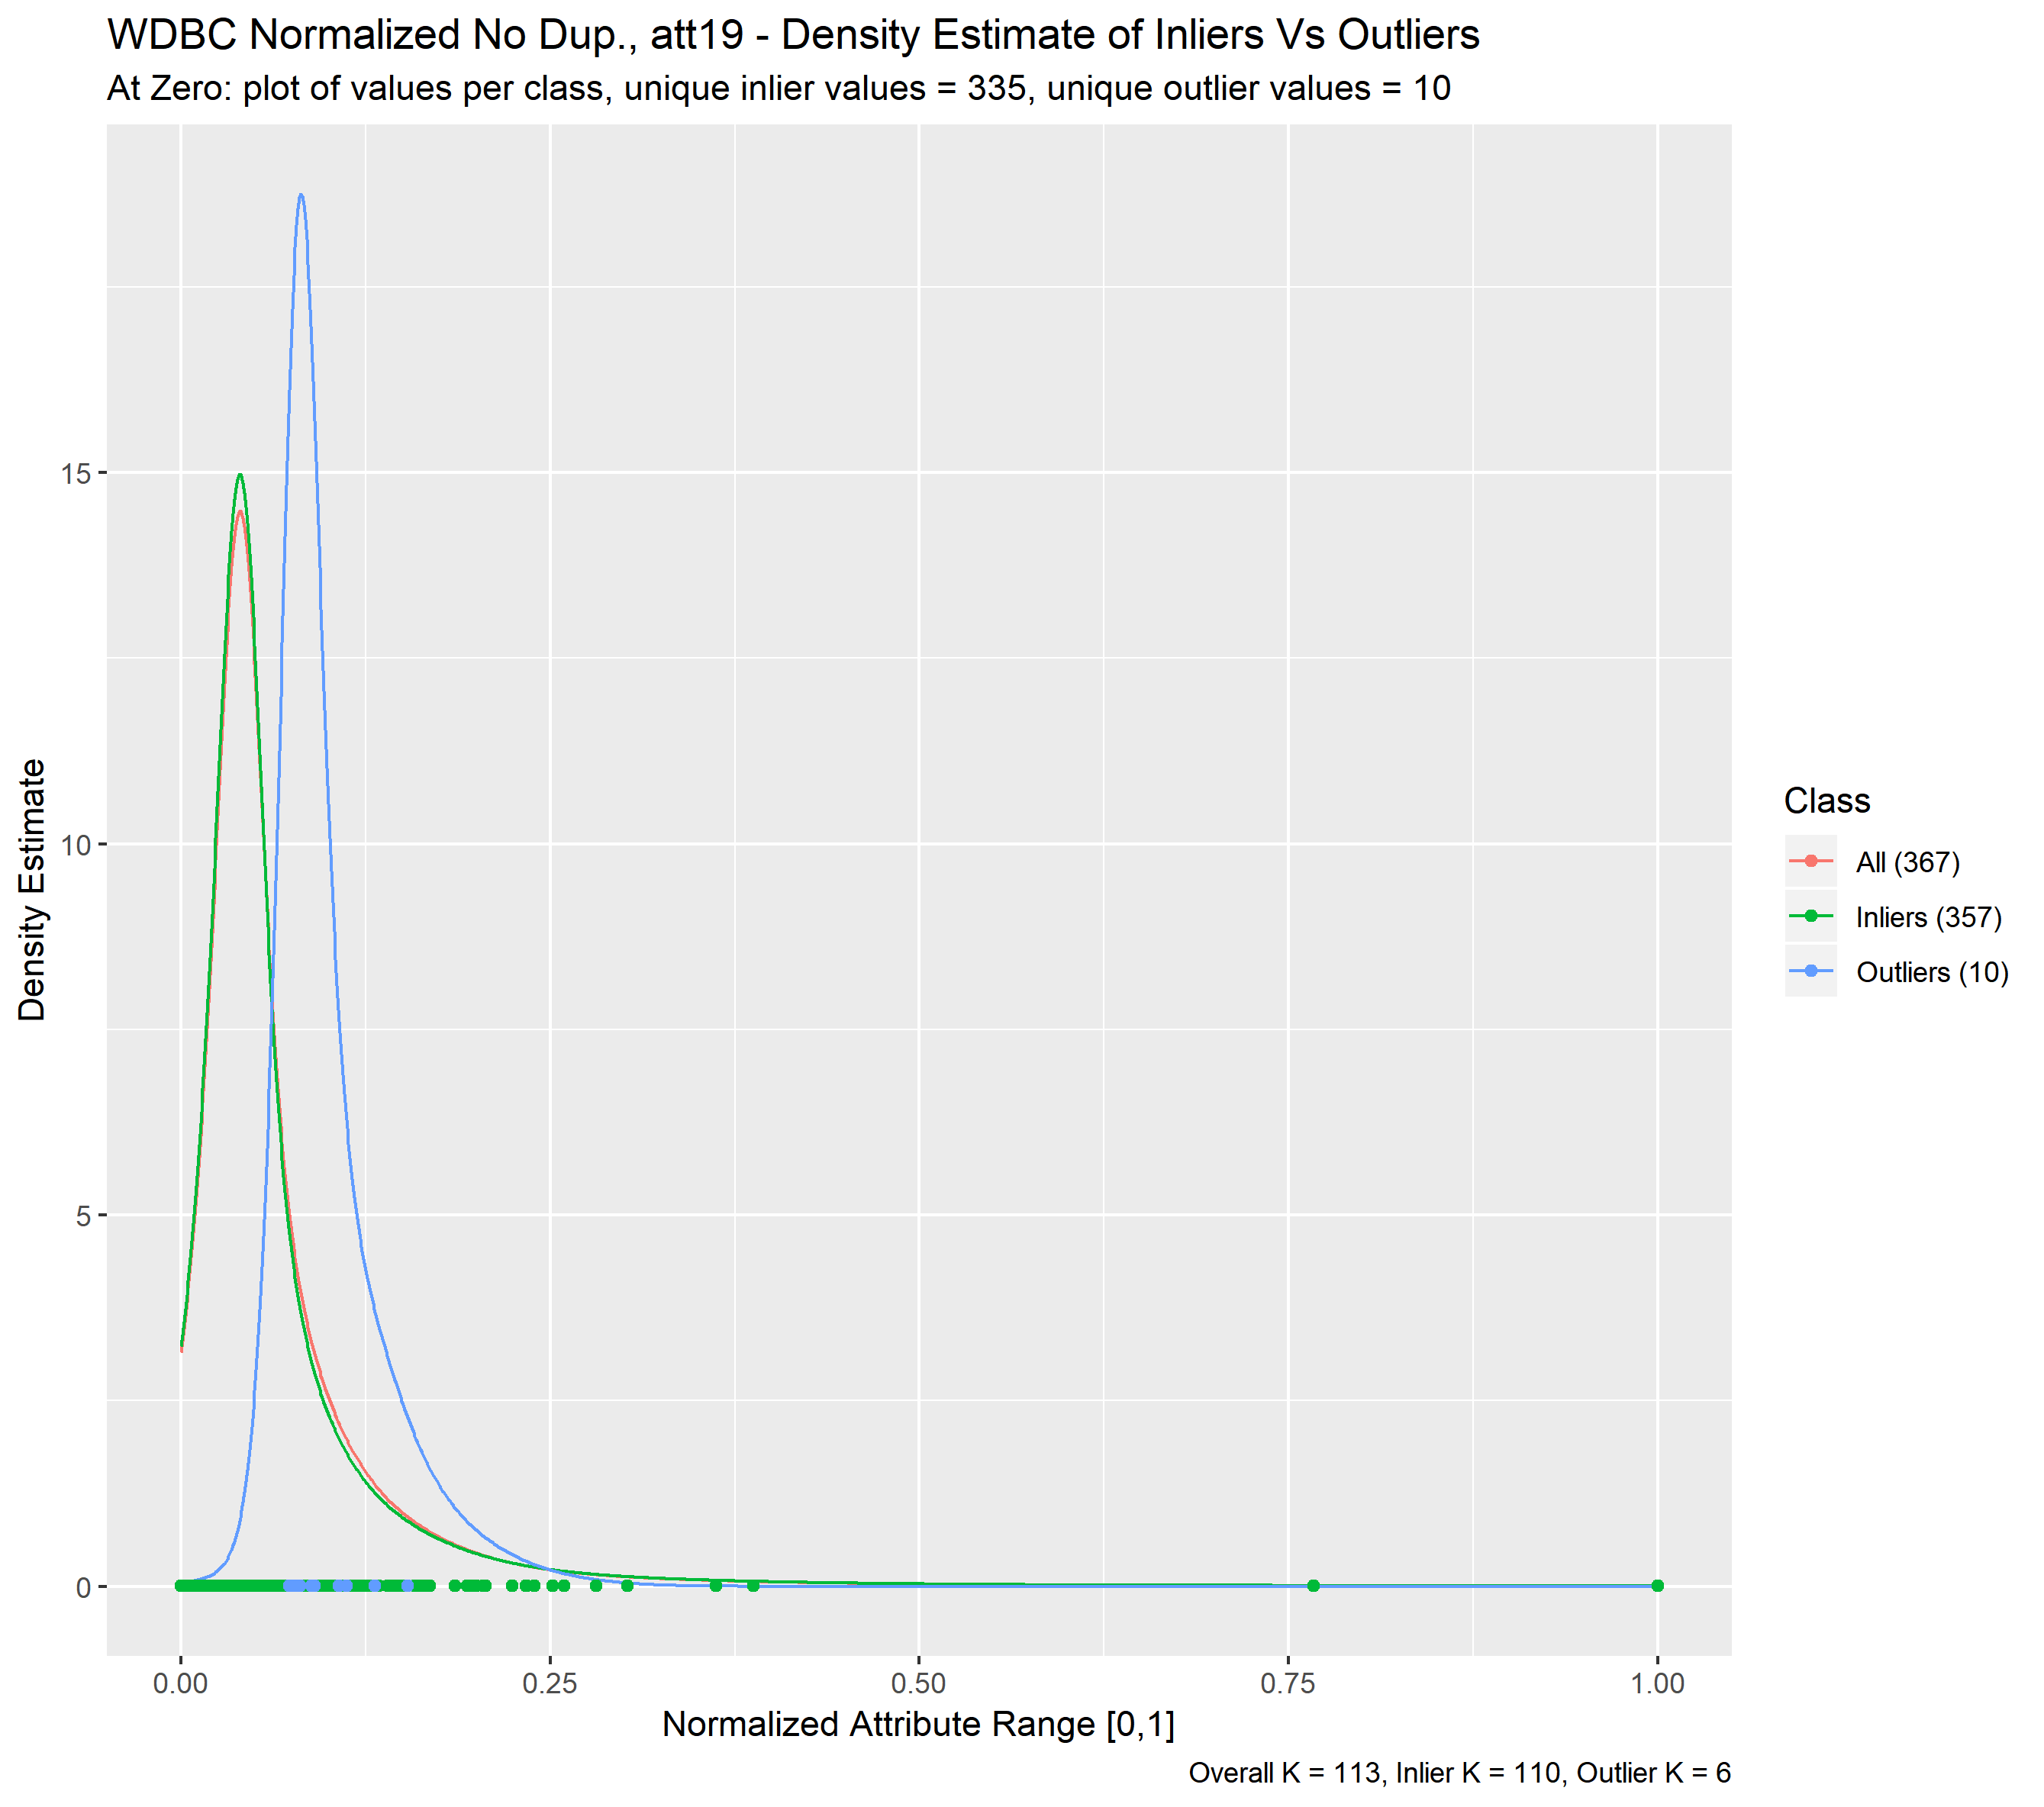 WDBC Normalized No Dup., att19 - Density Estimate of Inliers Vs Outliers
At Zero: plot of values per class, unique inlier values = 335, unique outlier values = 10
Density Estimate
15
10
5
0
0.00 0.25 0.50 0.75 1.00
Normalized Attribute Range [0,1]
Overall K = 113, Inlier K = 110, Outlier K = 6
Class
All (367)
Inliers (357)
Outliers (10)